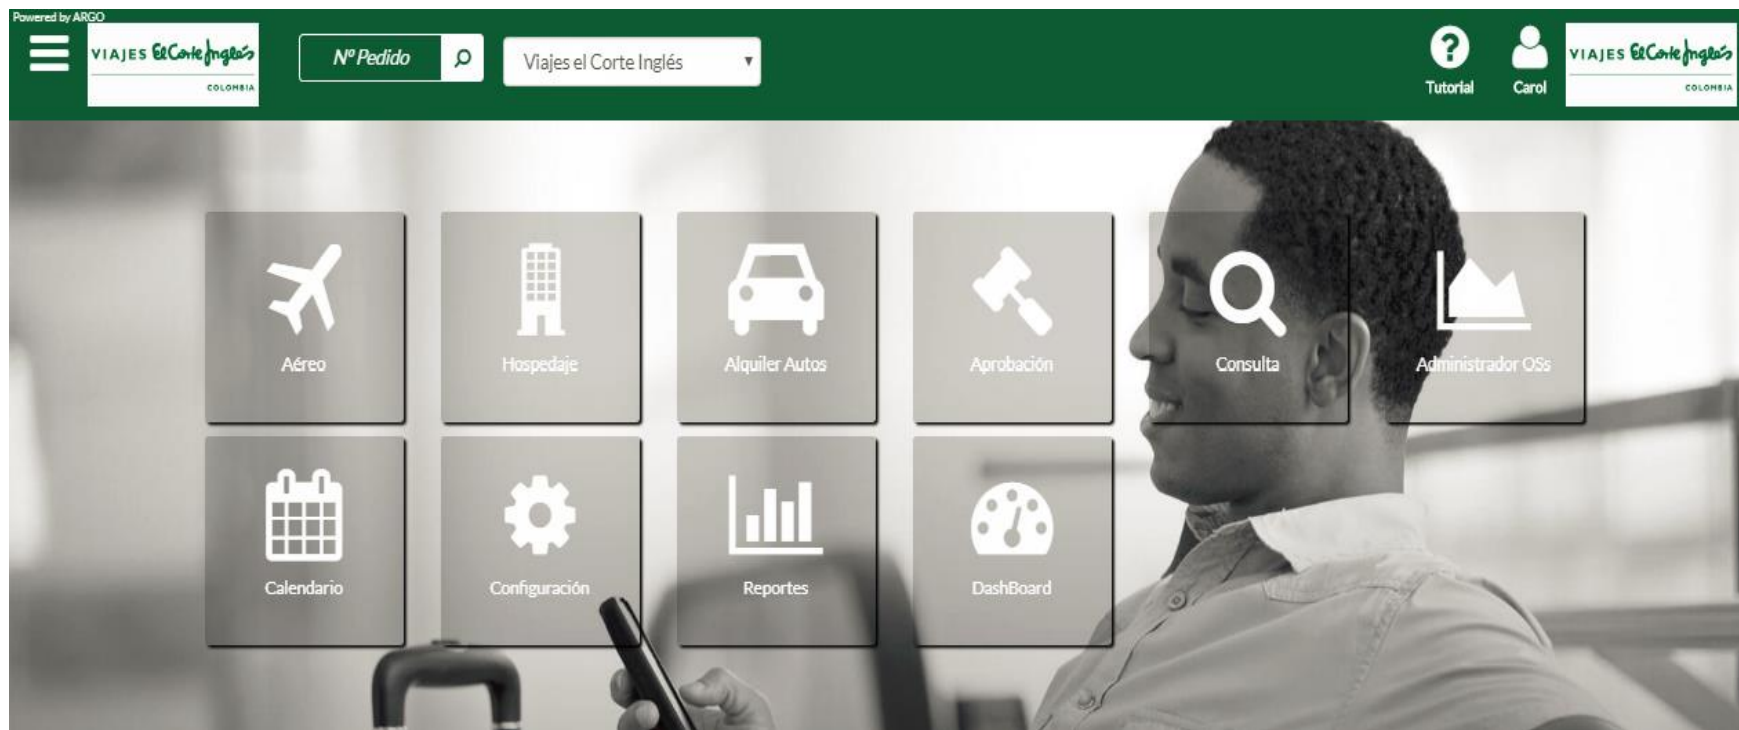 Powered by ARGO
VIAJES El Corte Inglés
COLOMBIA
Nº Pedido
Viajes el Corte Inglés
Tutorial
Carol
VIAJES El Corte Inglés
COLOMBIA
Aéreo
Hospedaje
Alquiler Autos
Aprobación
Consulta
Administrador OSs
Calendario
Configuración
Reportes
DashBoard